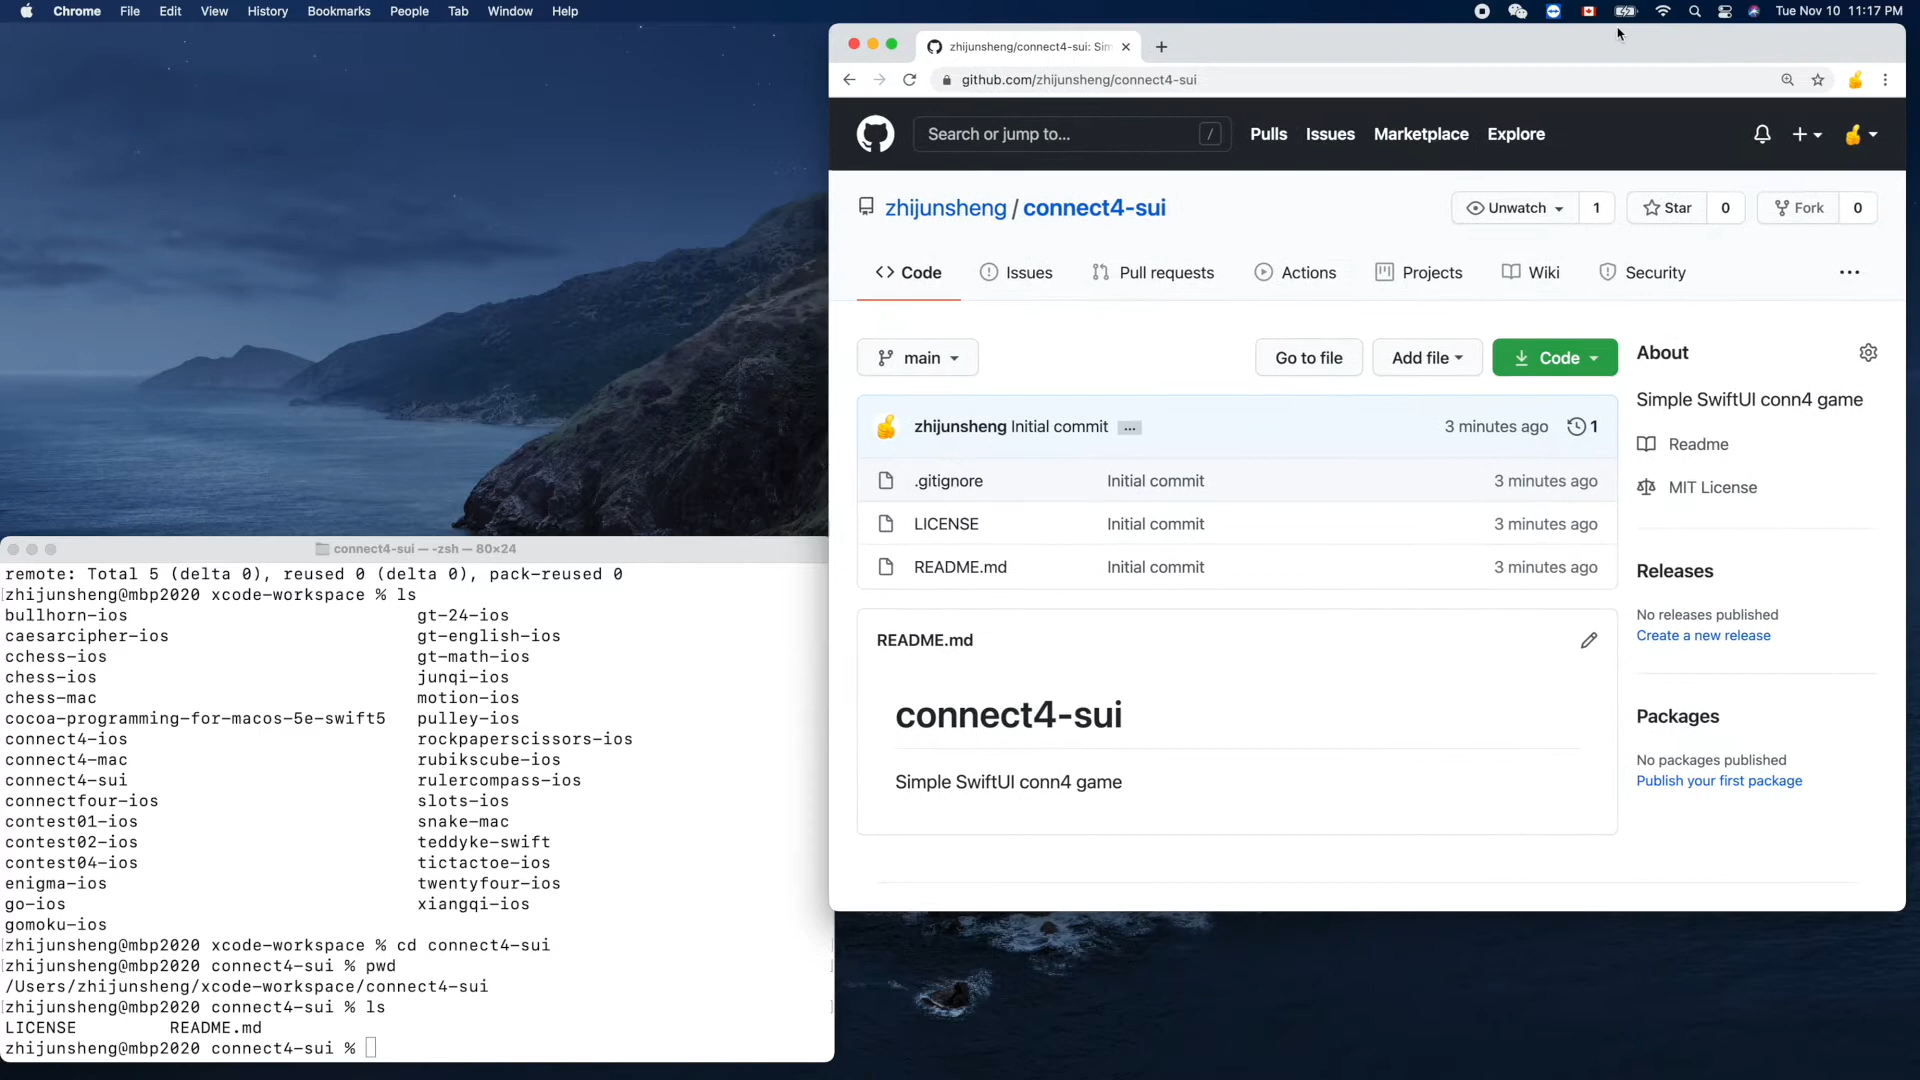 Chrome File Edit View History Bookmarks People Tab Window Help Tue Nov 10 11:17 PM
zhijunsheng/connect4-sui: Sim
github.com/zhijunsheng/connect4-sui
Search or jump to... / Pulls Issues Marketplace Explore
zhijunsheng / connect4-sui Unwatch 1 Star 0 Fork 0
Code Issues Pull requests Actions Projects Wiki Security ...
main Go to file Add file Code
zhijunsheng Initial commit ... 3 minutes ago 1
.gitignore Initial commit 3 minutes ago
LICENSE Initial commit 3 minutes ago
README.md Initial commit 3 minutes ago
README.md
connect4-sui
Simple SwiftUI conn4 game
About
Simple SwiftUI conn4 game
Readme
MIT License
Releases
No releases published
Create a new release
Packages
No packages published
Publish your first package
connect4-sui — -zsh — 80×24
remote: Total 5 (delta 0), reused 0 (delta 0), pack-reused 0
zhijunsheng@mbp2020 xcode-workspace % ls
bullhorn-ios gt-24-ios
caesarcipher-ios gt-english-ios
cchess-ios gt-math-ios
chess-ios junqi-ios
chess-mac motion-ios
cocoa-programming-for-macos-5e-swift5 pulley-ios
connect4-ios rockpaperscissors-ios
connect4-mac rubikscube-ios
connect4-sui rulercompass-ios
connectfour-ios slots-ios
contest01-ios snake-mac
contest02-ios teddyke-swift
contest04-ios tictactoe-ios
enigma-ios twentyfour-ios
go-ios xiangqi-ios
gomoku-ios
zhijunsheng@mbp2020 xcode-workspace % cd connect4-sui
zhijunsheng@mbp2020 connect4-sui % pwd
/Users/zhijunsheng/xcode-workspace/connect4-sui
zhijunsheng@mbp2020 connect4-sui % ls
LICENSE README.md
zhijunsheng@mbp2020 connect4-sui %